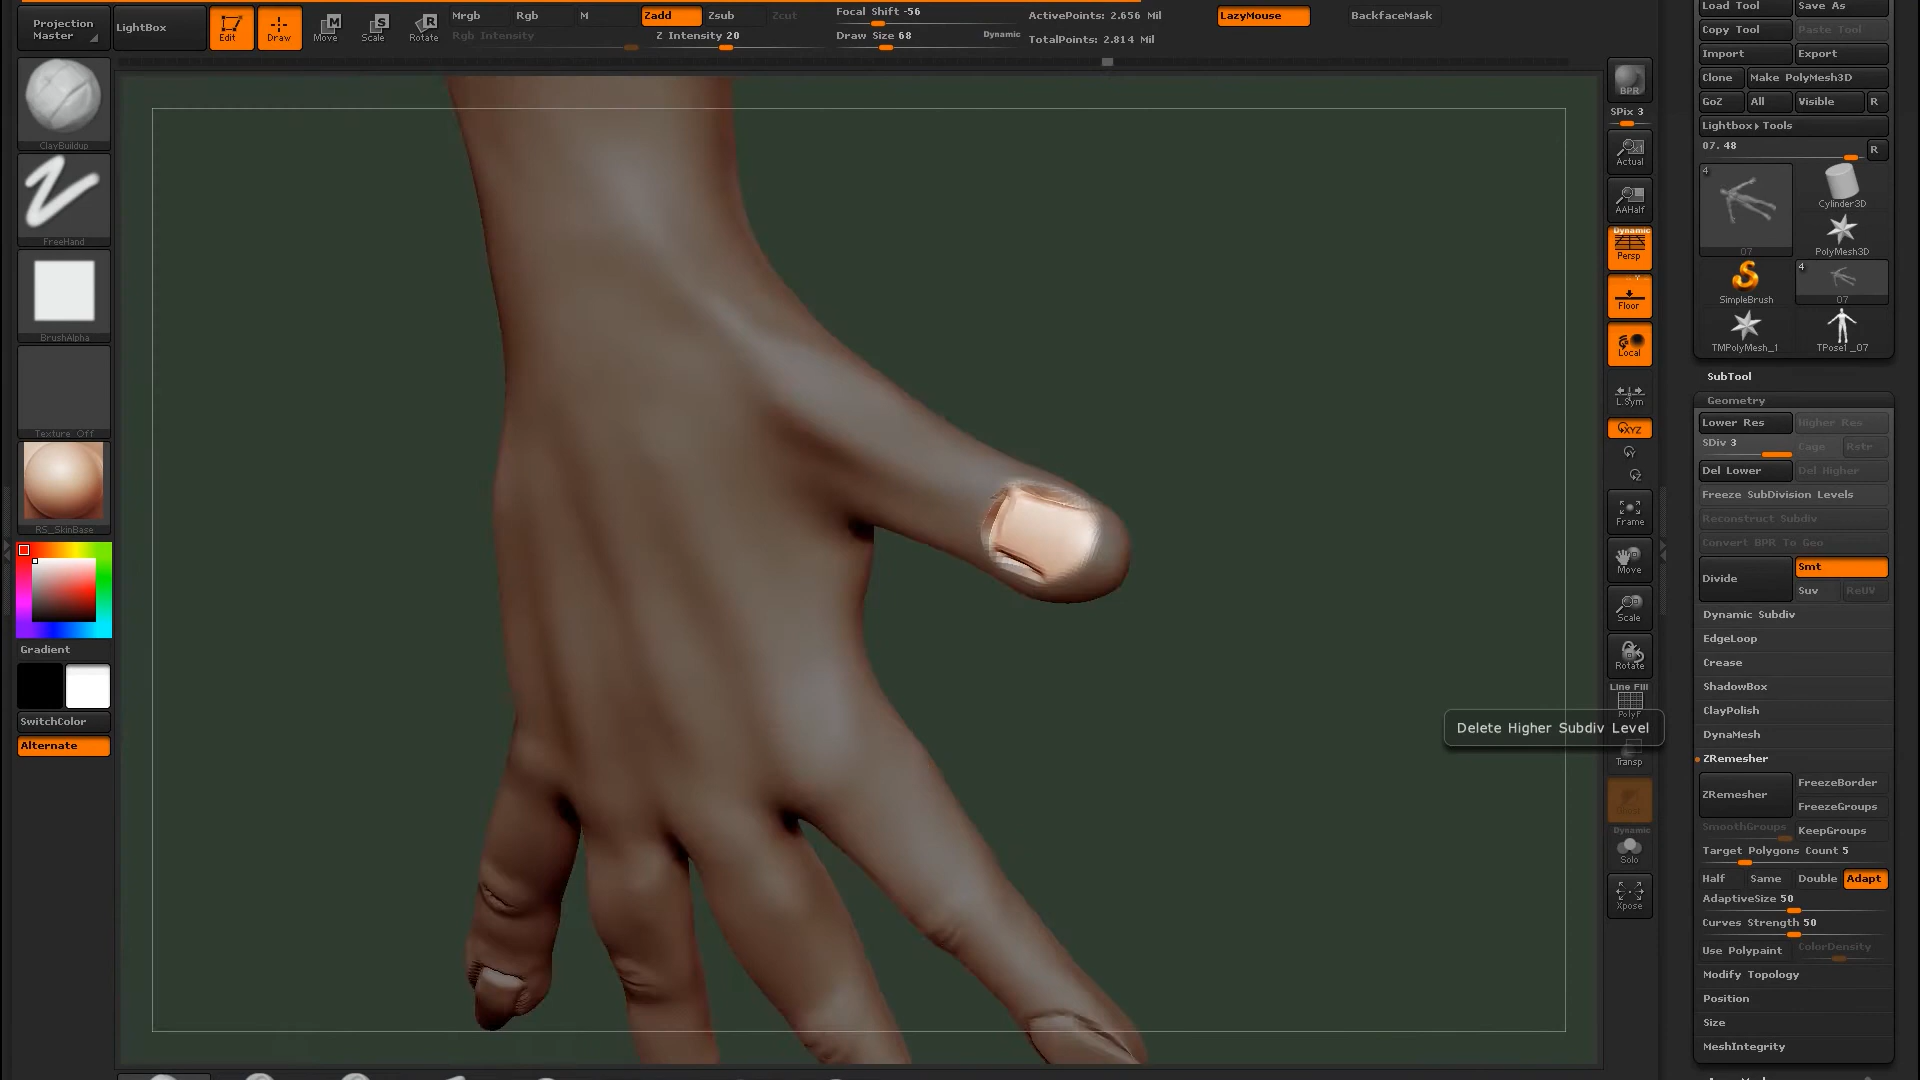 Projection
Master
LightBox
Edit
Draw
Move
Scale
Rotate
Mrgb
Rgb
M
Rgb Intensity
Zadd
Zsub
Zcut
Z Intensity 20
Focal Shift -56
Draw Size 68
Dynamic
ActivePoints: 2.656 Mil
TotalPoints: 2.814 Mil
LazyMouse
BackfaceMask
ClayBuildup
FreeHand
BrushAlpha
Texture Off
RS_SkinBase
Gradient
SwitchColor
Alternate
BPR
SPix 3
Actual
AAHalf
Dynamic
Persp
Floor
Local
L.Sym
XYZ
Frame
Move
Scale
Rotate
Line Fill
PolyF
Delete Higher Subdiv Level
Transp
Dynamic
Solo
Xpose
Load Tool
Save As
Copy Tool
Paste Tool
Import
Export
Clone
Make PolyMesh3D
GoZ
All
Visible
R
Lightbox▸Tools
07. 48
R
4
07
Cylinder3D
PolyMesh3D
SimpleBrush
4
07
TMPolyMesh_1
TPose1_07
SubTool
Geometry
Lower Res
Higher Res
SDiv 3
Cage
Rstr
Del Lower
Del Higher
Freeze SubDivision Levels
Reconstruct Subdiv
Convert BPR To Geo
Divide
Smt
Suv
ReUV
Dynamic Subdiv
EdgeLoop
Crease
ShadowBox
ClayPolish
DynaMesh
ZRemesher
ZRemesher
FreezeBorder
FreezeGroups
SmoothGroups
KeepGroups
Target Polygons Count 5
Half
Same
Double
Adapt
AdaptiveSize 50
Curves Strength 50
Use Polypaint
ColorDensity
Modify Topology
Position
Size
MeshIntegrity